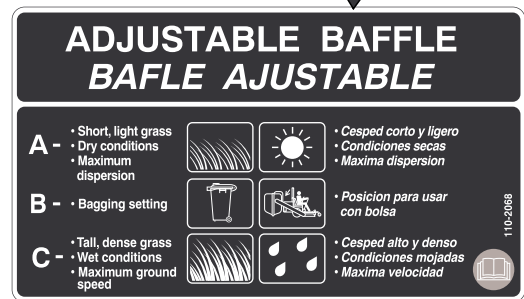 ADJUSTABLE BAFFLE
BAFLE AJUSTABLE
A - • Short, light grass
• Dry conditions
• Maximum
dispersion
• Cesped corto y ligero
• Condiciones secas
• Maxima dispersion
B - • Bagging setting
• Posicion para usar
con bolsa
C - • Tall, dense grass
• Wet conditions
• Maximum ground
speed
• Cesped alto y denso
• Condiciones mojadas
• Maxima velocidad
110-2068